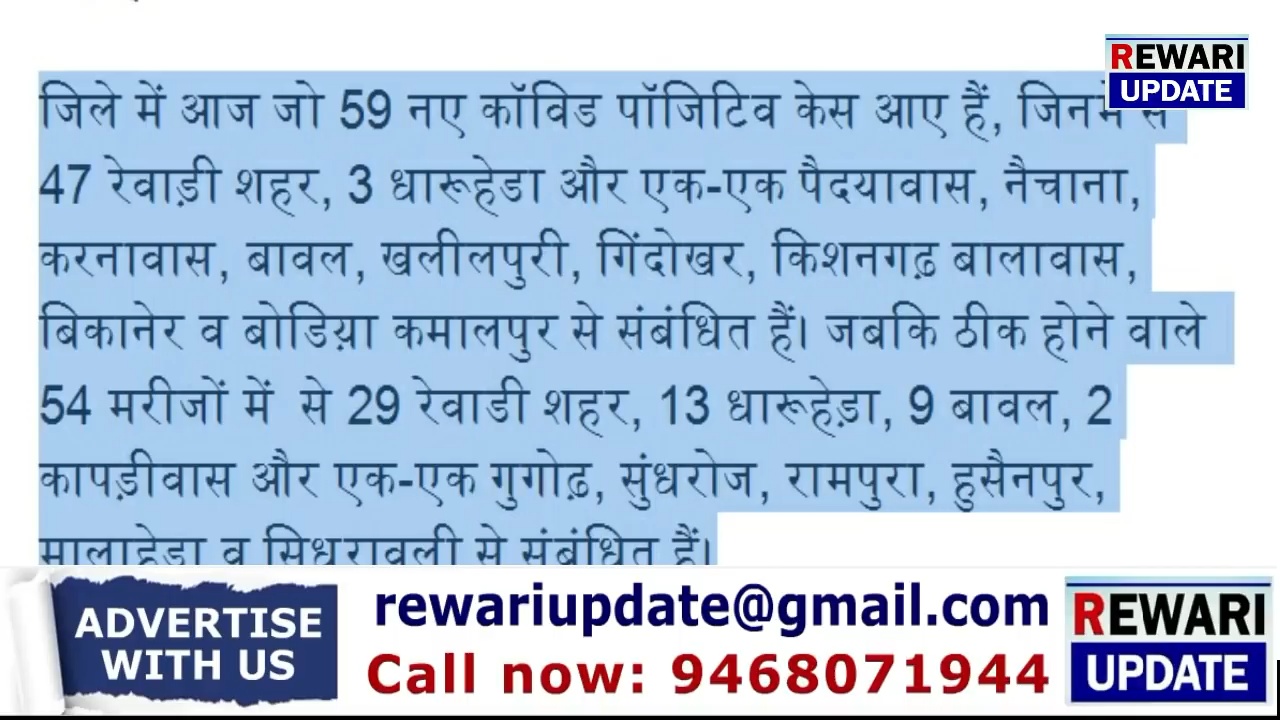 REWARI
UPDATE
जिले में आज जो 59 नए कॉविड पॉजिटिव केस आए हैं, जिनमें से
47 रेवाड़ी शहर, 3 धारूहेडा और एक-एक पैदयावास, नैचाना,
करनावास, बावल, खलीलपुरी, गिंदोखर, किशनगढ़ बालावास,
बिकानेर व बोडिय़ा कमालपुर से संबंधित हैं। जबकि ठीक होने वाले
54 मरीजों में से 29 रेवाडी शहर, 13 धारूहेड़ा, 9 बावल, 2
कापड़ीवास और एक-एक गुगोढ़, सुंधरोज, रामपुरा, हुसैनपुर,
मालाहेडा व सिधरावली से संबंधित हैं।
ADVERTISE
WITH US
rewariupdate@gmail.com
Call now: 9468071944
REWARI
UPDATE